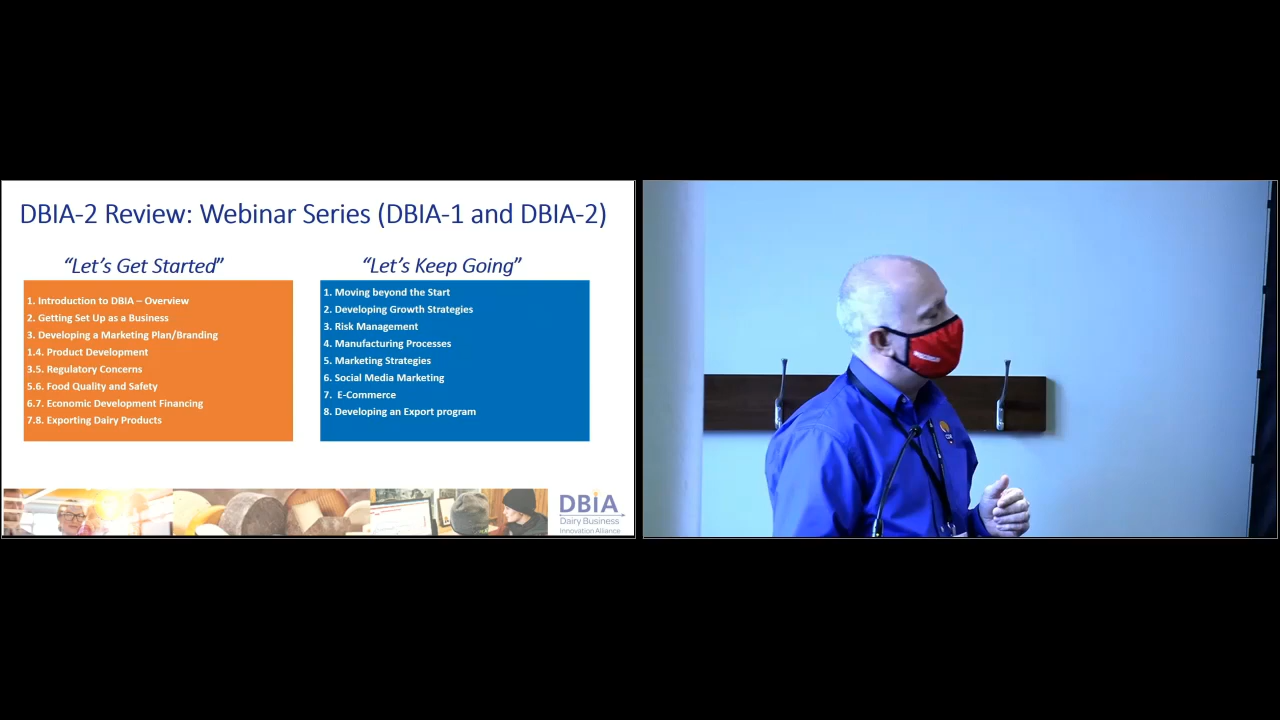 DBIA-2 Review: Webinar Series (DBIA-1 and DBIA-2)
“Let’s Get Started”
1. Introduction to DBIA – Overview
2. Getting Set Up as a Business
3. Developing a Marketing Plan/Branding
1.4. Product Development
3.5. Regulatory Concerns
5.6. Food Quality and Safety
6.7. Economic Development Financing
7.8. Exporting Dairy Products
“Let’s Keep Going”
1. Moving beyond the Start
2. Developing Growth Strategies
3. Risk Management
4. Manufacturing Processes
5. Marketing Strategies
6. Social Media Marketing
7. E-Commerce
8. Developing an Export program
DBiA
Dairy Business
Innovation Alliance